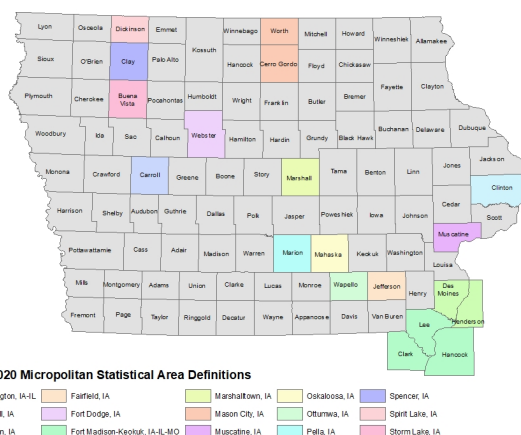 Lyon Osceola Dickinson Emmet Winnebago Worth Mitchell Howard Winneshiek Allamakee
Kossuth
Sioux O'Brien Clay Palo Alto Hancock Cerro Gordo Floyd Chickasaw
Plymouth Cherokee Buena Vista Pocahontas Humboldt Wright Franklin Butler Bremer Fayette Clayton
Woodbury Ida Sac Calhoun Webster Hamilton Hardin Grundy Black Hawk Buchanan Delaware Dubuque
Monona Crawford Carroll Greene Boone Story Marshall Tama Benton Linn Jones Jackson
Clinton
Harrison Shelby Audubon Guthrie Dallas Polk Jasper Poweshiek Iowa Johnson Cedar Scott
Muscatine
Pottawattamie Cass Adair Madison Warren Marion Mahaska Keokuk Washington Louisa
Mills Montgomery Adams Union Clarke Lucas Monroe Wapello Jefferson Henry Des Moines
Fremont Page Taylor Ringgold Decatur Wayne Appanoose Davis Van Buren Lee Henderson
Clark Hancock
020 Micropolitan Statistical Area Definitions
gton, IA-IL Fairfield, IA Marshalltown, IA Oskaloosa, IA Spencer, IA
ll, IA Fort Dodge, IA Mason City, IA Ottumwa, IA Spirit Lake, IA
n, IA Fort Madison-Keokuk, IA-IL-MO Muscatine, IA Pella, IA Storm Lake, IA